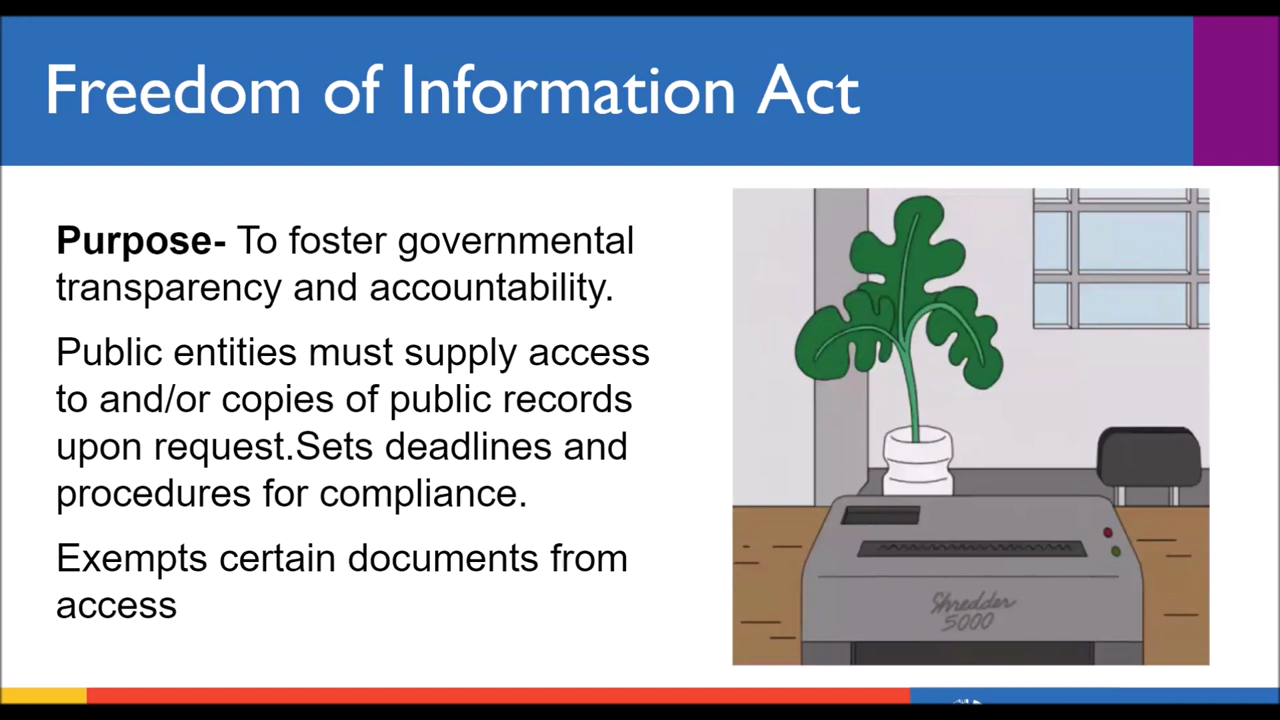 Freedom of Information Act
Purpose- To foster governmental
transparency and accountability.
Public entities must supply access
to and/or copies of public records
upon request.Sets deadlines and
procedures for compliance.
Exempts certain documents from
access
Shredder
5000